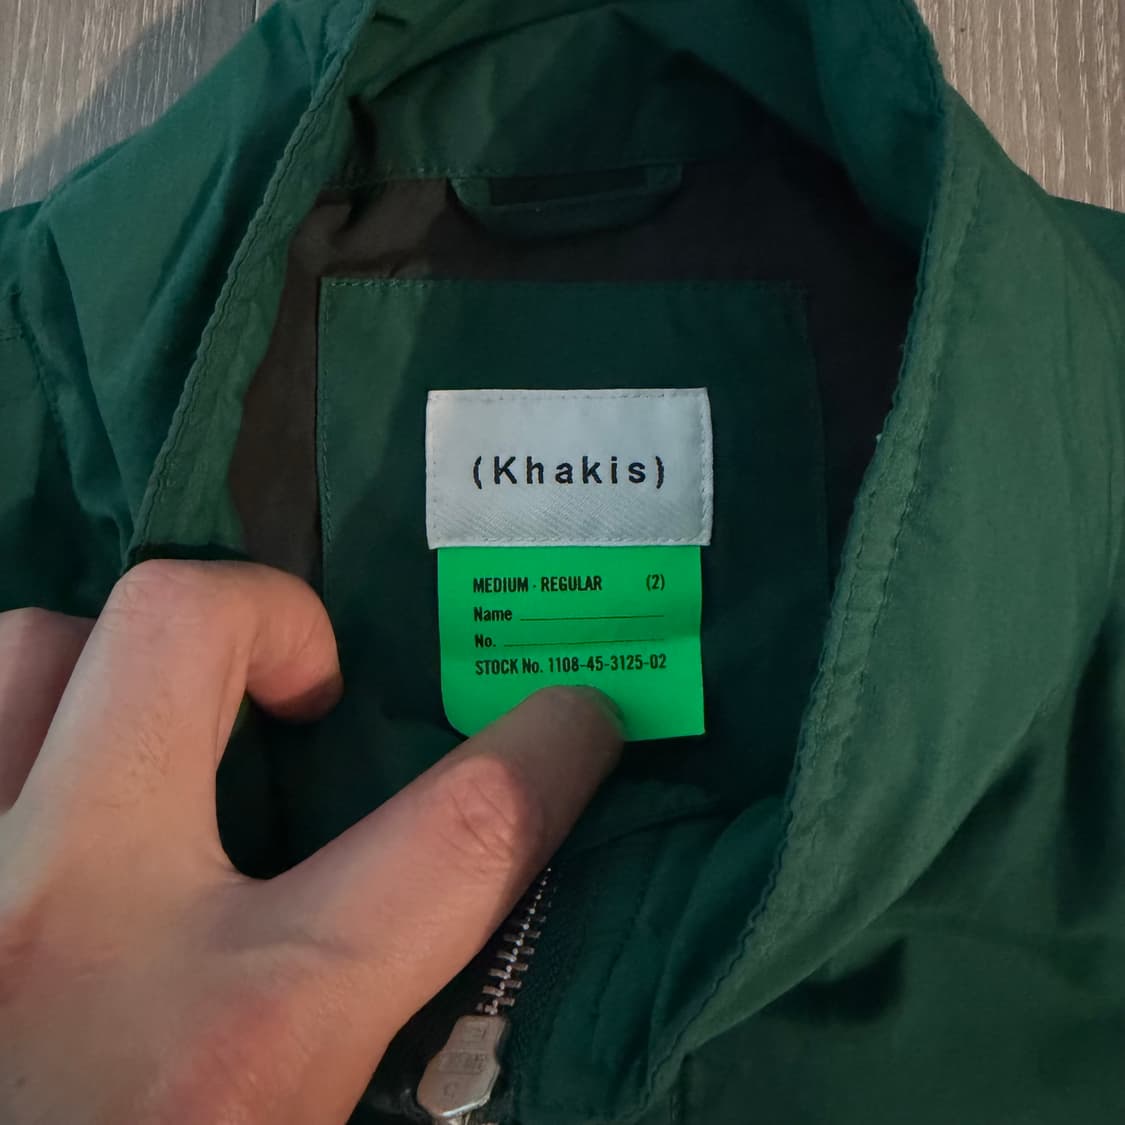 (Khakis)
MEDIUM - REGULAR (2)
Name
No.
STOCK No. 1108-45-3125-02